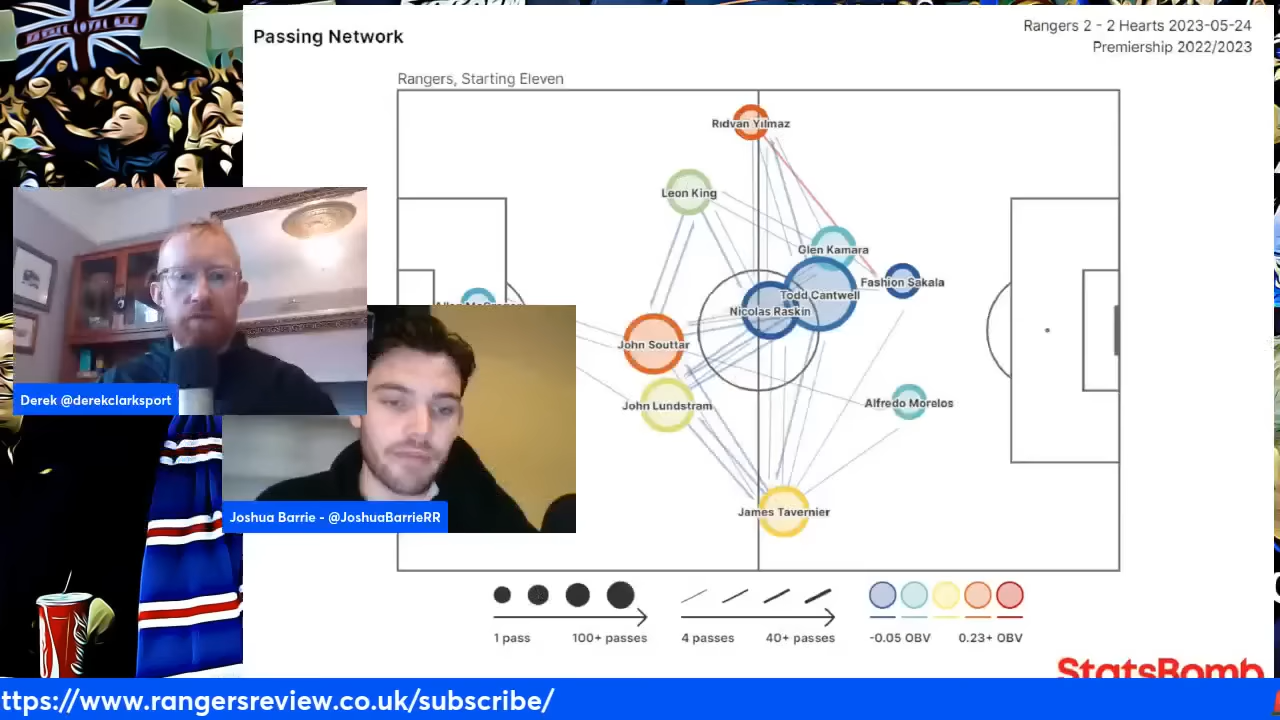 Passing Network
Rangers 2 - 2 Hearts 2023-05-24
Premiership 2022/2023
Rangers, Starting Eleven
Rıdvan Yılmaz
Leon King
Glen Kamara
Fashion Sakala
Todd Cantwell
Nicolas Raskin
John Souttar
John Lundstram
Alfredo Morelos
James Tavernier
Derek @derekclarksport
Joshua Barrie - @JoshuaBarrieRR
1 pass
100+ passes
4 passes
40+ passes
-0.05 OBV
0.23+ OBV
StatsBomb
ttps://www.rangersreview.co.uk/subscribe/